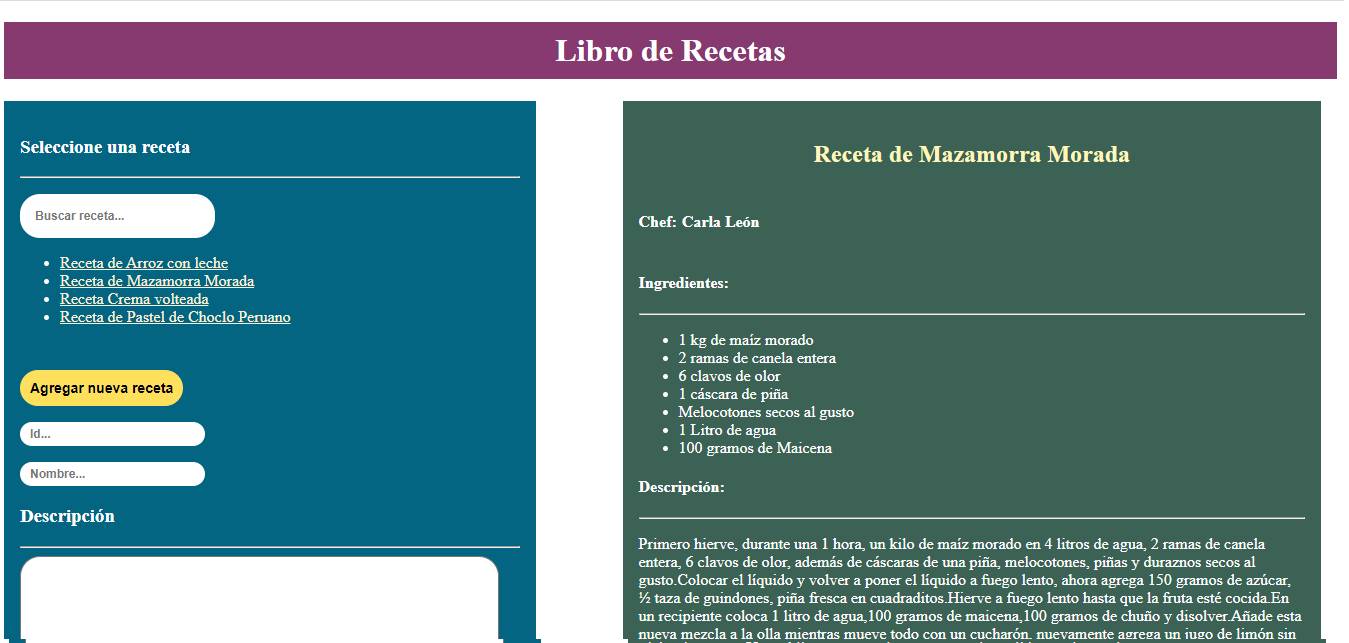 Libro de Recetas
Seleccione una receta
Buscar receta...
Receta de Arroz con leche
Receta de Mazamorra Morada
Receta Crema volteada
Receta de Pastel de Choclo Peruano
Agregar nueva receta
Id...
Nombre...
Descripción
Receta de Mazamorra Morada
Chef: Carla León
Ingredientes:
1 kg de maíz morado
2 ramas de canela entera
6 clavos de olor
1 cáscara de piña
Melocotones secos al gusto
1 Litro de agua
100 gramos de Maicena
Descripción:
Primero hierve, durante una 1 hora, un kilo de maíz morado en 4 litros de agua, 2 ramas de canela
entera, 6 clavos de olor, además de cáscaras de una piña, melocotones, piñas y duraznos secos al
gusto.Colocar el líquido y volver a poner el líquido a fuego lento, ahora agrega 150 gramos de azúcar,
½ taza de guindones, piña fresca en cuadraditos.Hierve a fuego lento hasta que la fruta esté cocida.En
un recipiente coloca 1 litro de agua,100 gramos de maicena,100 gramos de chuño y disolver.Añade esta
nueva mezcla a la olla mientras mueve todo con un cucharón, nuevamente agrega un jugo de limón sin